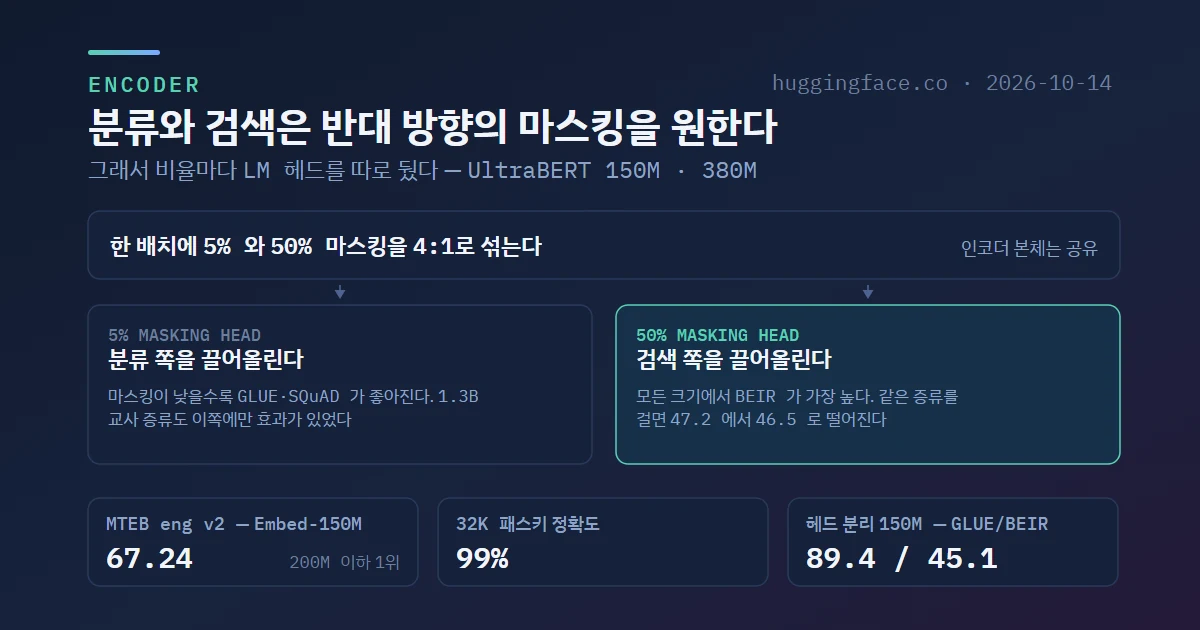 ENCODER
huggingface.co · 2026-10-14
분류와 검색은 반대 방향의 마스킹을 원한다
그래서 비율마다 LM 헤드를 따로 뒀다 — UltraBERT 150M · 380M
한 배치에 5% 와 50% 마스킹을 4:1로 섞는다
인코더 본체는 공유
5% MASKING HEAD
분류 쪽을 끌어올린다
마스킹이 낮을수록 GLUE·SQuAD 가 좋아진다. 1.3B
교사 증류도 이쪽에만 효과가 있었다
50% MASKING HEAD
검색 쪽을 끌어올린다
모든 크기에서 BEIR 가 가장 높다. 같은 증류를
걸면 47.2 에서 46.5 로 떨어진다
MTEB eng v2 — Embed-150M
67.24
200M 이하 1위
32K 패스키 정확도
99%
헤드 분리 150M — GLUE/BEIR
89.4 / 45.1